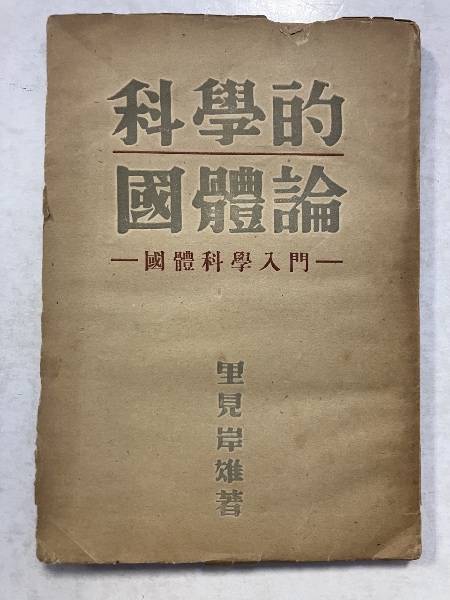 科學的
國體論
—國體科學入門—
里見岸雄著